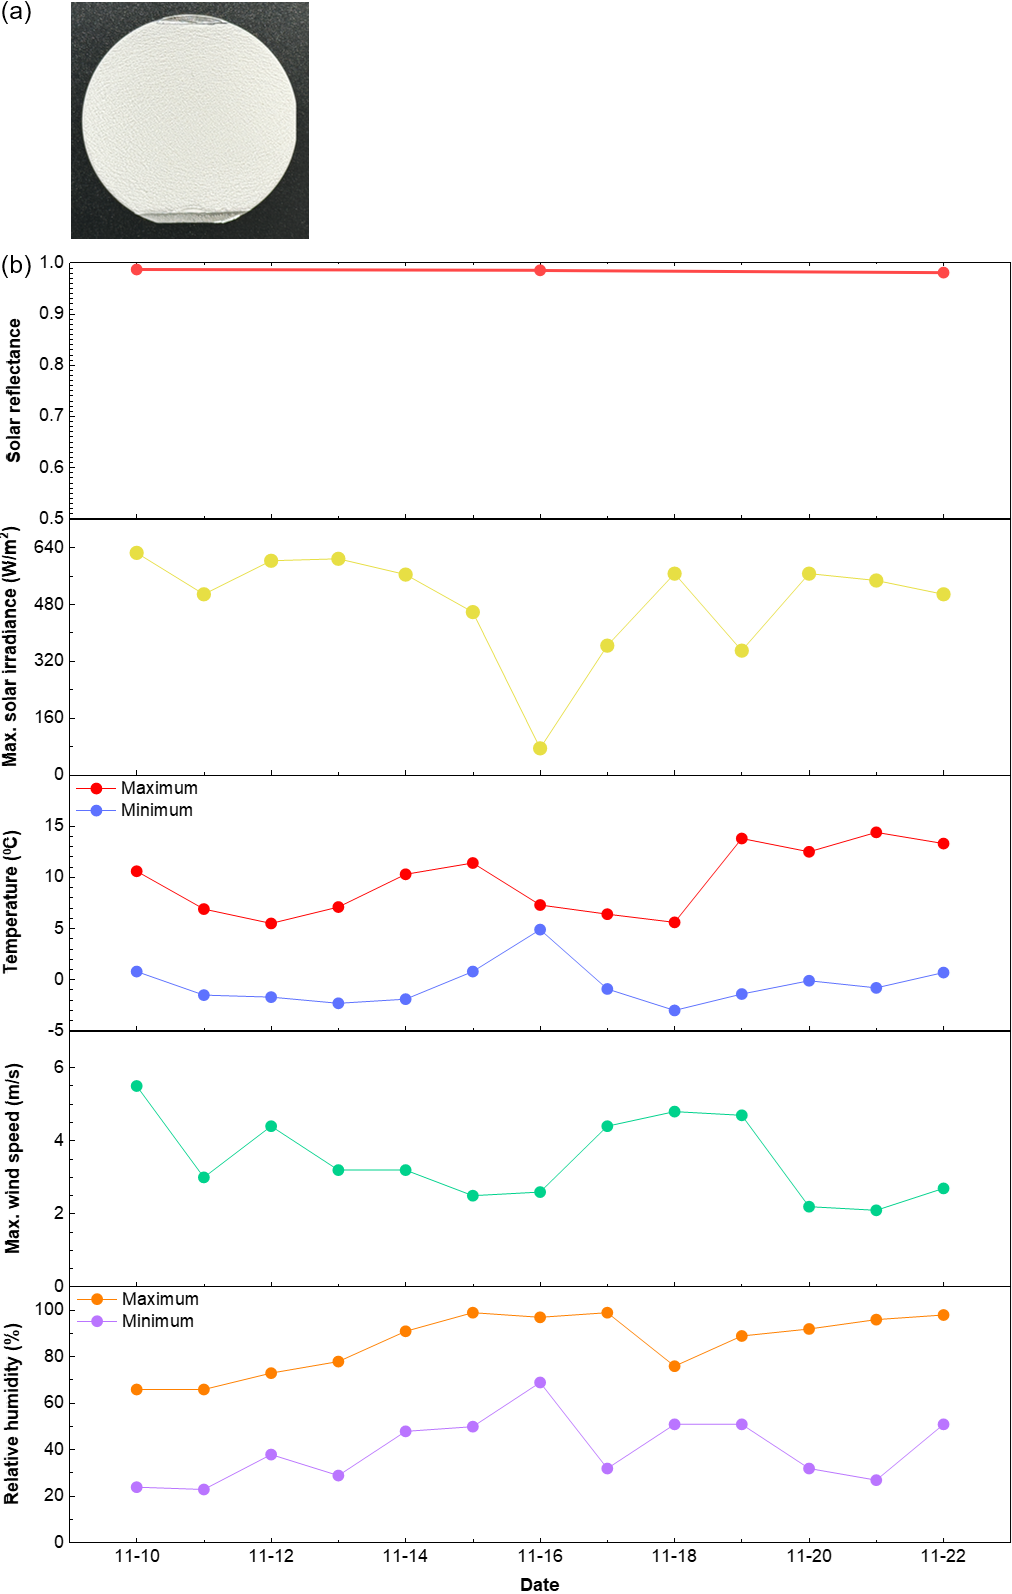 (a)
(b)
Solar reflectance
1.0
0.9
0.8
0.7
0.6
0.5
Max. solar irradiance (W/m²)
640
480
320
160
0
Maximum
Minimum
Temperature (⁰C)
15
10
5
0
-5
Max. wind speed (m/s)
6
4
2
0
Maximum
Minimum
Relative humidity (%)
100
80
60
40
20
0
11-10 11-12 11-14 11-16 11-18 11-20 11-22
Date